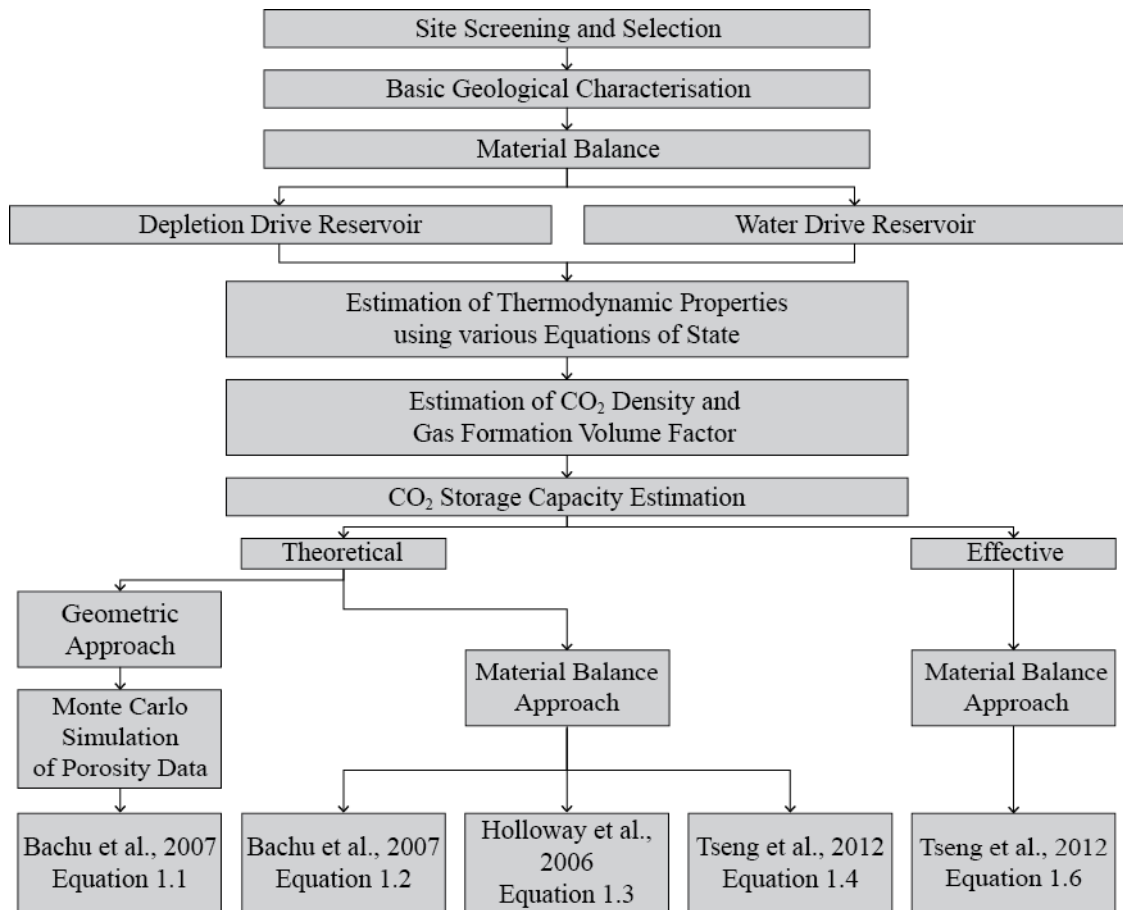 Site Screening and Selection
Basic Geological Characterisation
Material Balance
Depletion Drive Reservoir
Water Drive Reservoir
Estimation of Thermodynamic Properties
using various Equations of State
Estimation of CO₂ Density and
Gas Formation Volume Factor
CO₂ Storage Capacity Estimation
Theoretical
Effective
Geometric
Approach
Material Balance
Approach
Material Balance
Approach
Monte Carlo
Simulation
of Porosity Data
Bachu et al., 2007
Equation 1.1
Bachu et al., 2007
Equation 1.2
Holloway et al.,
2006
Equation 1.3
Tseng et al., 2012
Equation 1.4
Tseng et al., 2012
Equation 1.6